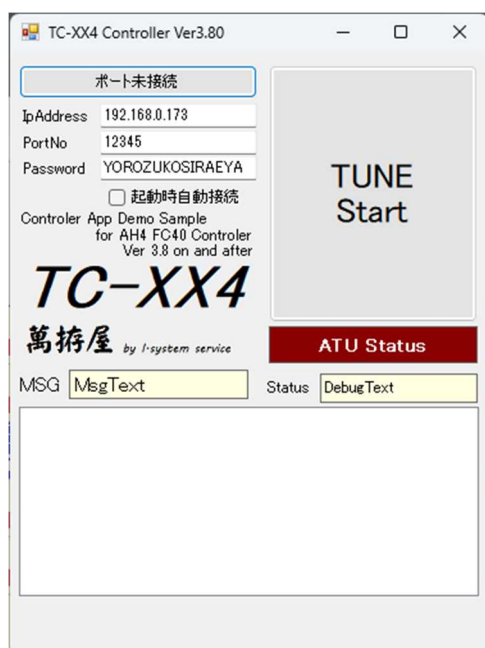 TC-XX4 Controller Ver3.80
ポート未接続
IpAddress 192.168.0.173
PortNo 12345
Password YOROZUKOSIRAEYA
起動時自動接続
Controler App Demo Sample
for AH4 FC40 Controler
Ver 3.8 on and after
TC-XX4
萬拵屋 by I-system service
TUNE
Start
ATU Status
MSG MsgText
Status DebugText